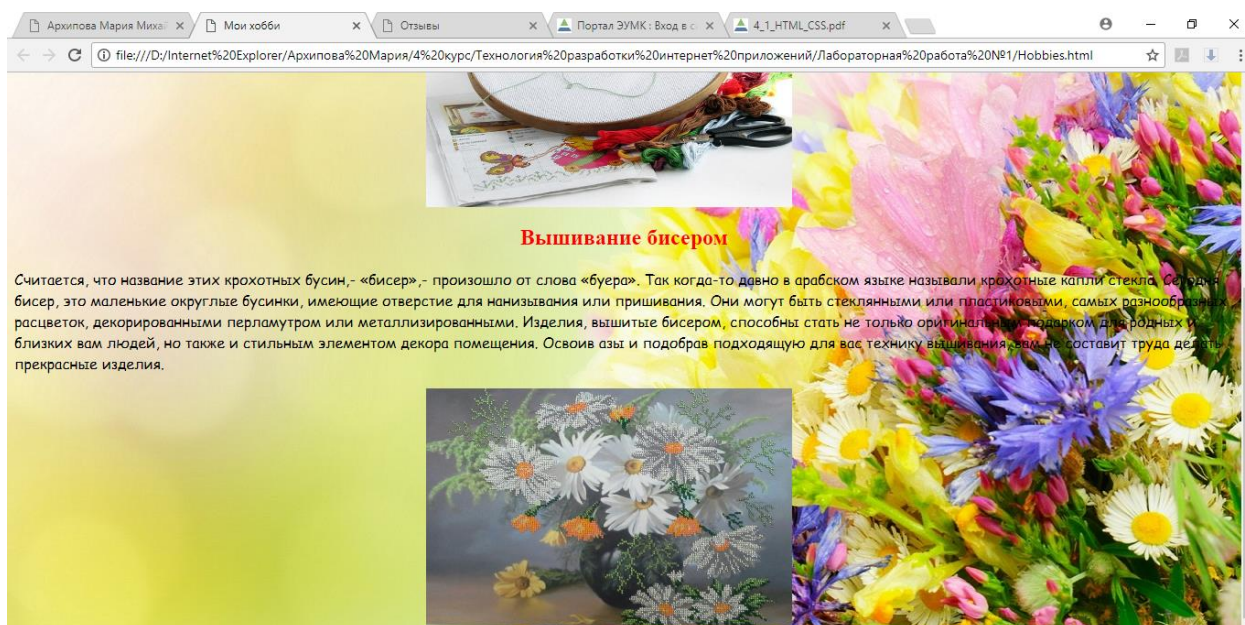 Архипова Мария Миха
Мои хобби
Отзывы
Портал ЭУМК : Вход в с
4_1_HTML_CSS.pdf
file:///D:/Internet%20Explorer/Архипова%20Мария/4%20курс/Технология%20разработки%20интернет%20приложений/Лабораторная%20работа%20№1/Hobbies.html
Вышивание бисером
Считается, что название этих крохотных бусин,- «бисер»,- произошло от слова «буера». Так когда-то давно в арабском языке называли крохотные капли стекла. Сегодня
бисер, это маленькие округлые бусинки, имеющие отверстие для нанизывания или пришивания. Они могут быть стеклянными или пластиковыми, самых разнообразных
расцветок, декорированными перламутром или металлизированными. Изделия, вышитые бисером, способны стать не только оригинальным подарком для родных и
близких вам людей, но также и стильным элементом декора помещения. Освоив азы и подобрав подходящую для вас технику вышивания, вам не составит труда делать
прекрасные изделия.